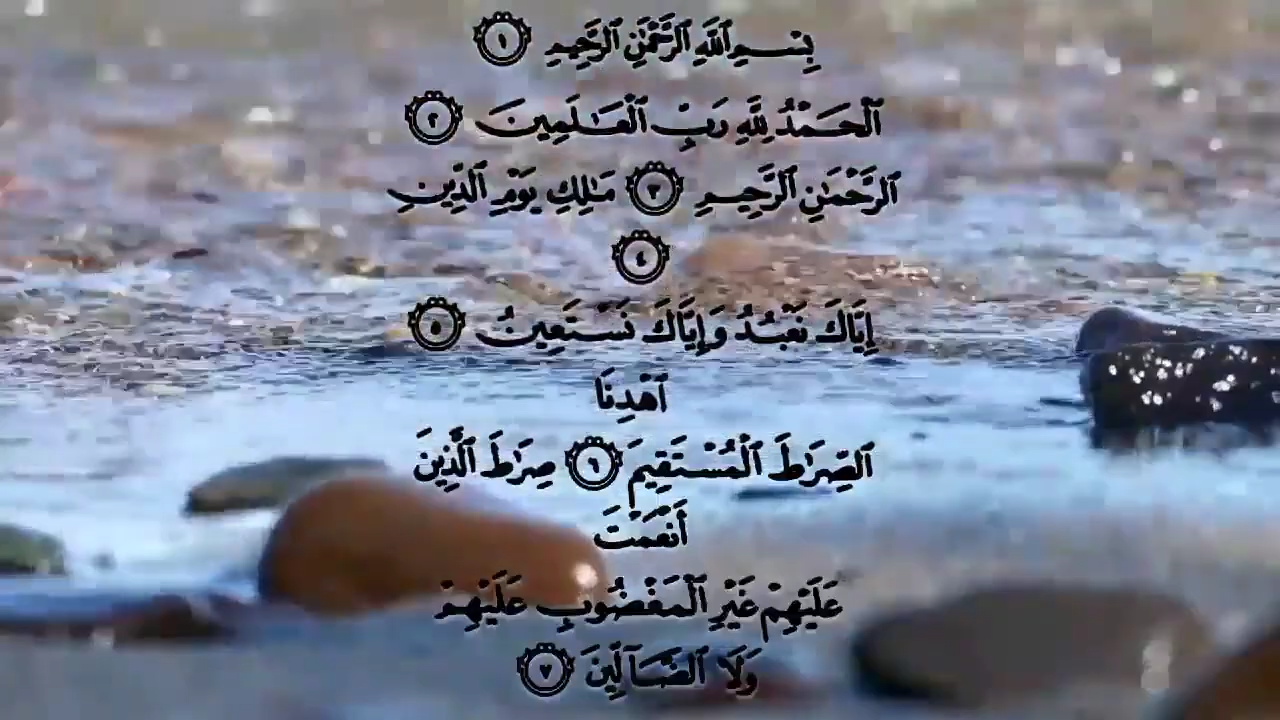 بِسْمِ ٱللَّهِ ٱلرَّحْمَٰنِ ٱلرَّحِيمِ ١
ٱلْحَمْدُ لِلَّهِ رَبِّ ٱلْعَٰلَمِينَ ٢
ٱلرَّحْمَٰنِ ٱلرَّحِيمِ ٣ مَٰلِكِ يَوْمِ ٱلدِّينِ
٤
إِيَّاكَ نَعْبُدُ وَإِيَّاكَ نَسْتَعِينُ ٥
ٱهْدِنَا
ٱلصِّرَٰطَ ٱلْمُسْتَقِيمَ ٦ صِرَٰطَ ٱلَّذِينَ
أَنْعَمْتَ
عَلَيْهِمْ غَيْرِ ٱلْمَغْضُوبِ عَلَيْهِمْ
وَلَا ٱلضَّآلِّينَ ٧